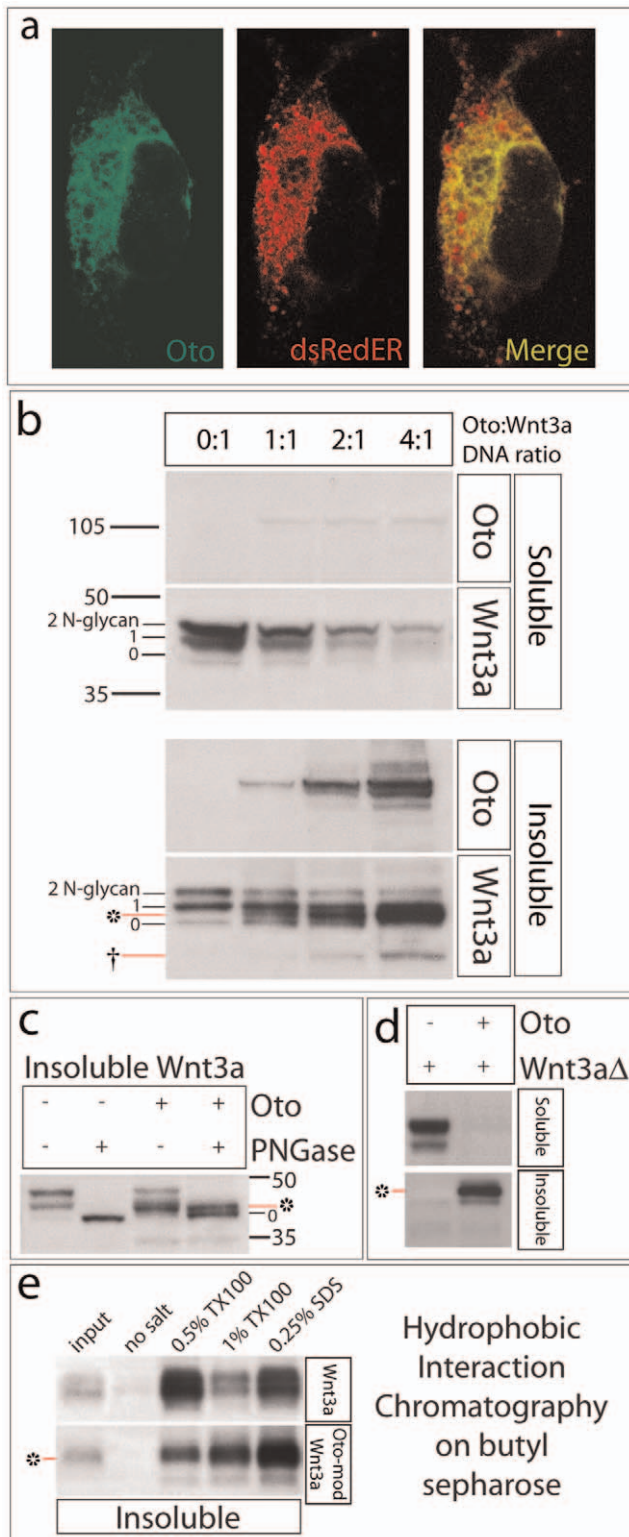 a
Oto
dsRedER
Merge
b
0:1 1:1 2:1 4:1
Oto:Wnt3a
DNA ratio
105
Oto
50
2 N-glycan
1
0
35
Wnt3a
Soluble
Oto
2 N-glycan
1
*
0
†
Wnt3a
Insoluble
c
Insoluble Wnt3a
- - + + Oto
- + - + PNGase
50
*
0
35
d
- + Oto
+ + Wnt3aΔ
Soluble
*
Insoluble
e
input
no salt
0.5% TX100
1% TX100
0.25% SDS
Wnt3a
*
Oto-mod
Wnt3a
Insoluble
Hydrophobic
Interaction
Chromatography
on butyl
sepharose